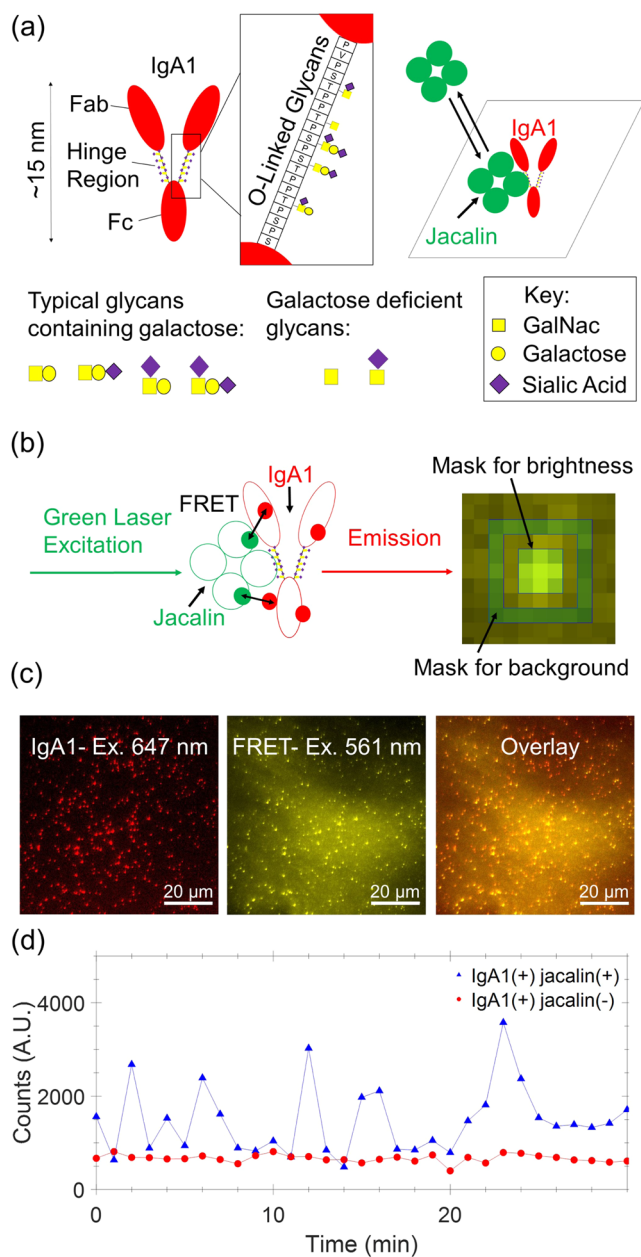 (a)
IgA1
Fab
Hinge
Region
Fc
~15 nm
O-Linked Glycans
P
V
P
S
T
P
P
T
P
S
P
S
T
P
P
T
P
S
P
S
IgA1
Jacalin
Typical glycans
containing galactose:
Galactose deficient
glycans:
Key:
GalNac
Galactose
Sialic Acid
(b)
Green Laser
Excitation
FRET
IgA1
Jacalin
Emission
Mask for brightness
Mask for background
(c)
IgA1- Ex. 647 nm
20 µm
FRET- Ex. 561 nm
20 µm
Overlay
20 µm
(d)
IgA1(+) jacalin(+)
IgA1(+) jacalin(-)
Counts (A.U.)
4000
2000
0
0
10
20
Time (min)